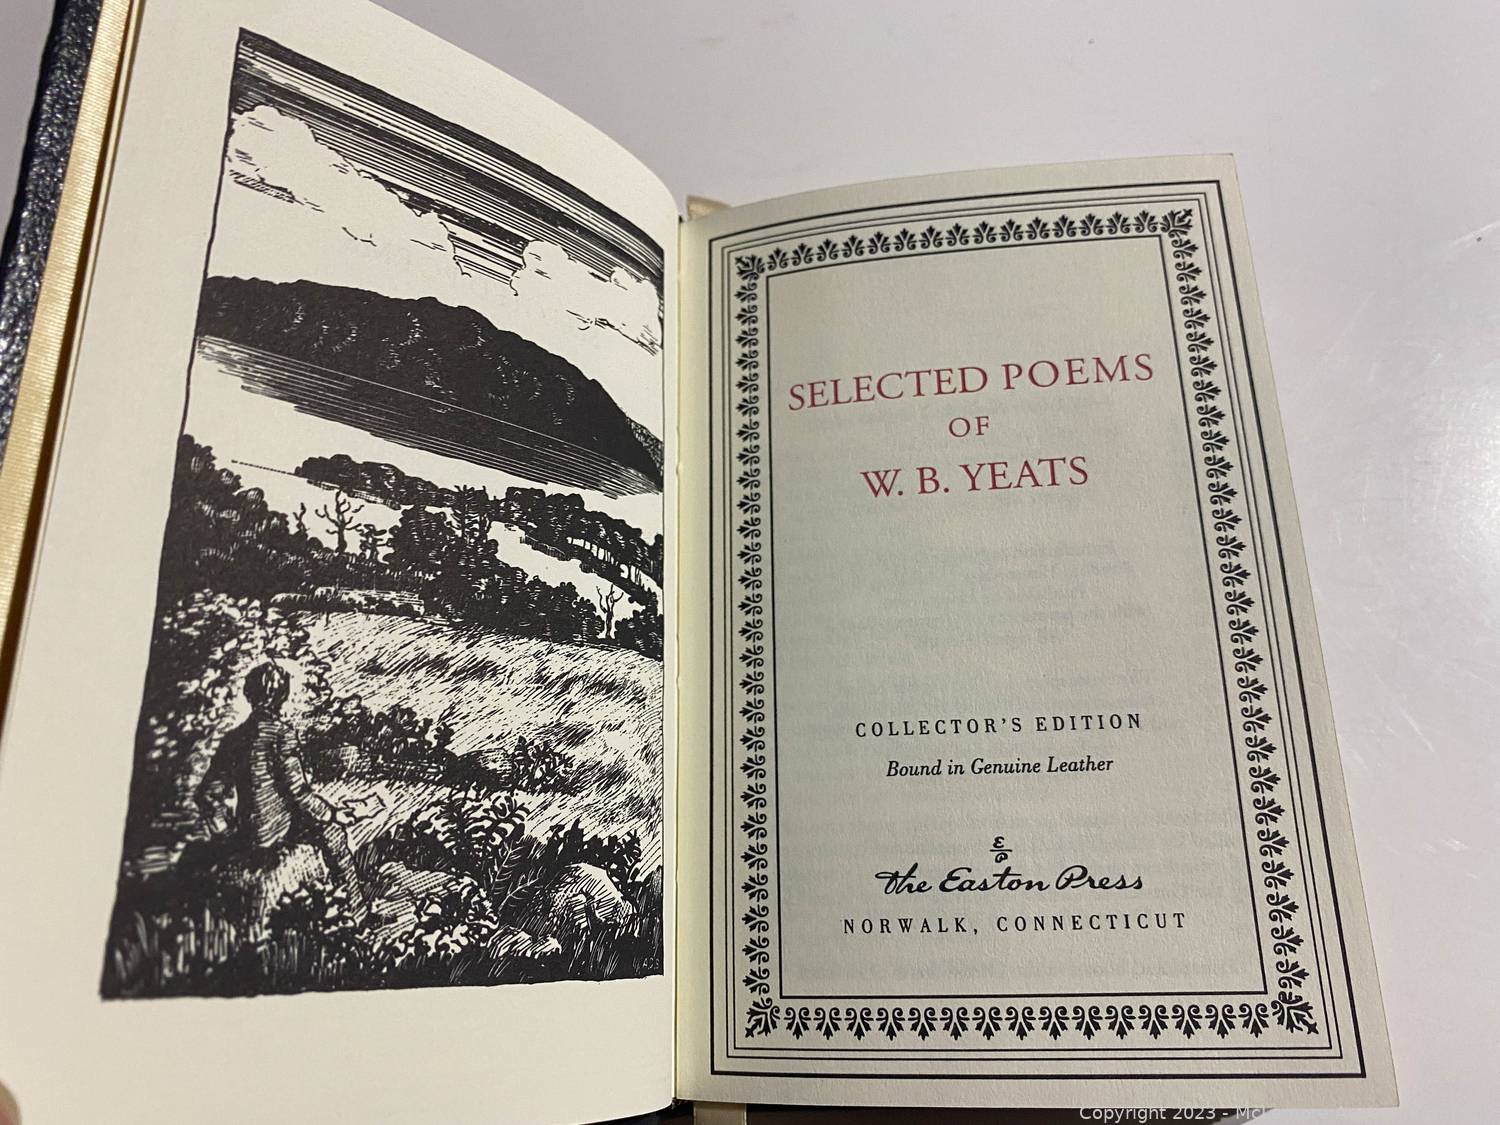 SELECTED POEMS
OF
W. B. YEATS
COLLECTOR'S EDITION
Bound in Genuine Leather
The Easton Press
NORWALK, CONNECTICUT
Copyright 2023 -